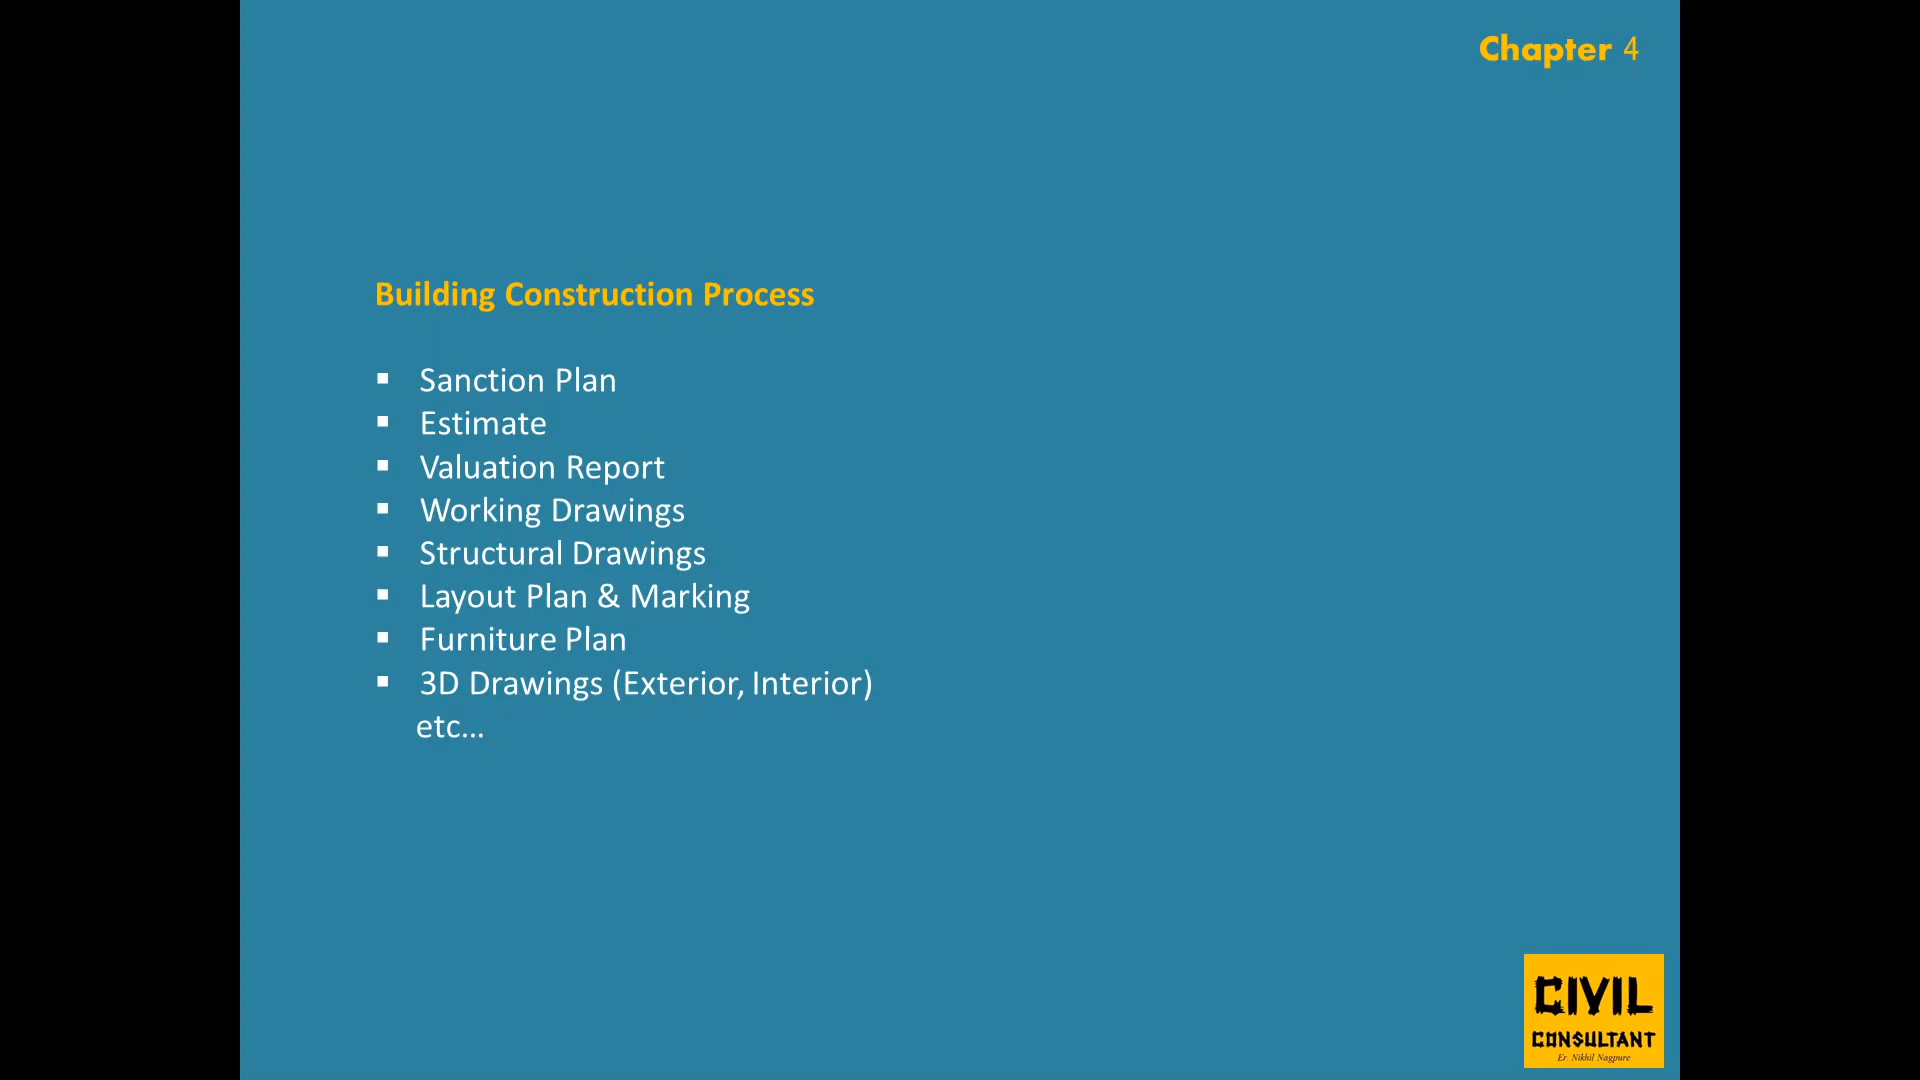 Chapter 4
Building Construction Process
▪ Sanction Plan
▪ Estimate
▪ Valuation Report
▪ Working Drawings
▪ Structural Drawings
▪ Layout Plan & Marking
▪ Furniture Plan
▪ 3D Drawings (Exterior, Interior)
etc...
CIVIL
CONSULTANT
Er. Nikhil Nagpure